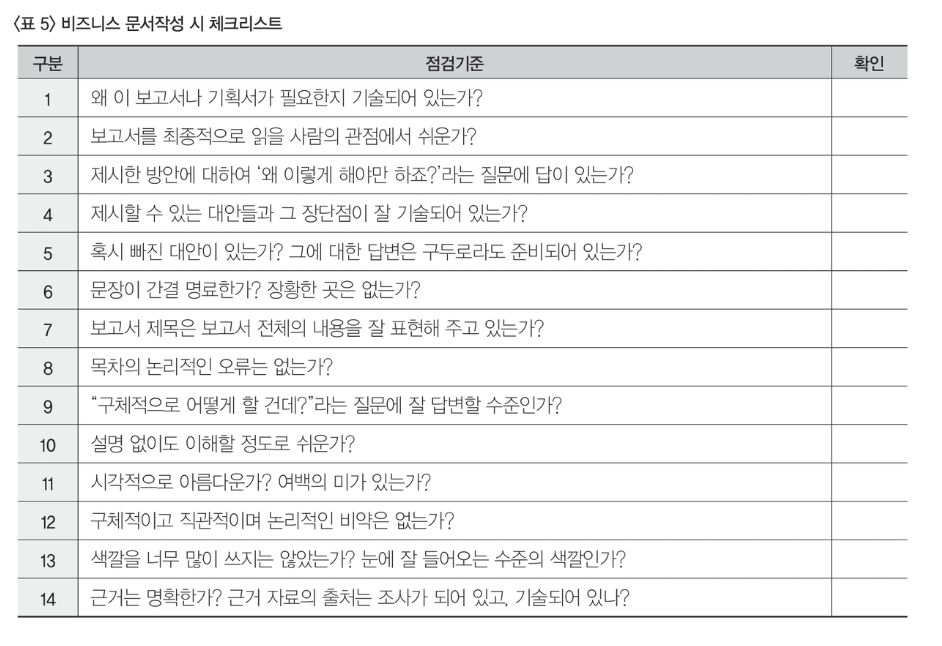 〈표 5〉 비즈니스 문서작성 시 체크리스트
구분 점검기준 확인
1 왜 이 보고서나 기획서가 필요한지 기술되어 있는가?
2 보고서를 최종적으로 읽을 사람의 관점에서 쉬운가?
3 제시한 방안에 대하여 ‘왜 이렇게 해야만 하죠?’라는 질문에 답이 있는가?
4 제시할 수 있는 대안들과 그 장단점이 잘 기술되어 있는가?
5 혹시 빠진 대안이 있는가? 그에 대한 답변은 구두로라도 준비되어 있는가?
6 문장이 간결 명료한가? 장황한 곳은 없는가?
7 보고서 제목은 보고서 전체의 내용을 잘 표현해 주고 있는가?
8 목차의 논리적인 오류는 없는가?
9 “구체적으로 어떻게 할 건데?”라는 질문에 잘 답변할 수준인가?
10 설명 없이도 이해할 정도로 쉬운가?
11 시각적으로 아름다운가? 여백의 미가 있는가?
12 구체적이고 직관적이며 논리적인 비약은 없는가?
13 색깔을 너무 많이 쓰지는 않았는가? 눈에 잘 들어오는 수준의 색깔인가?
14 근거는 명확한가? 근거 자료의 출처는 조사가 되어 있고, 기술되어 있나?